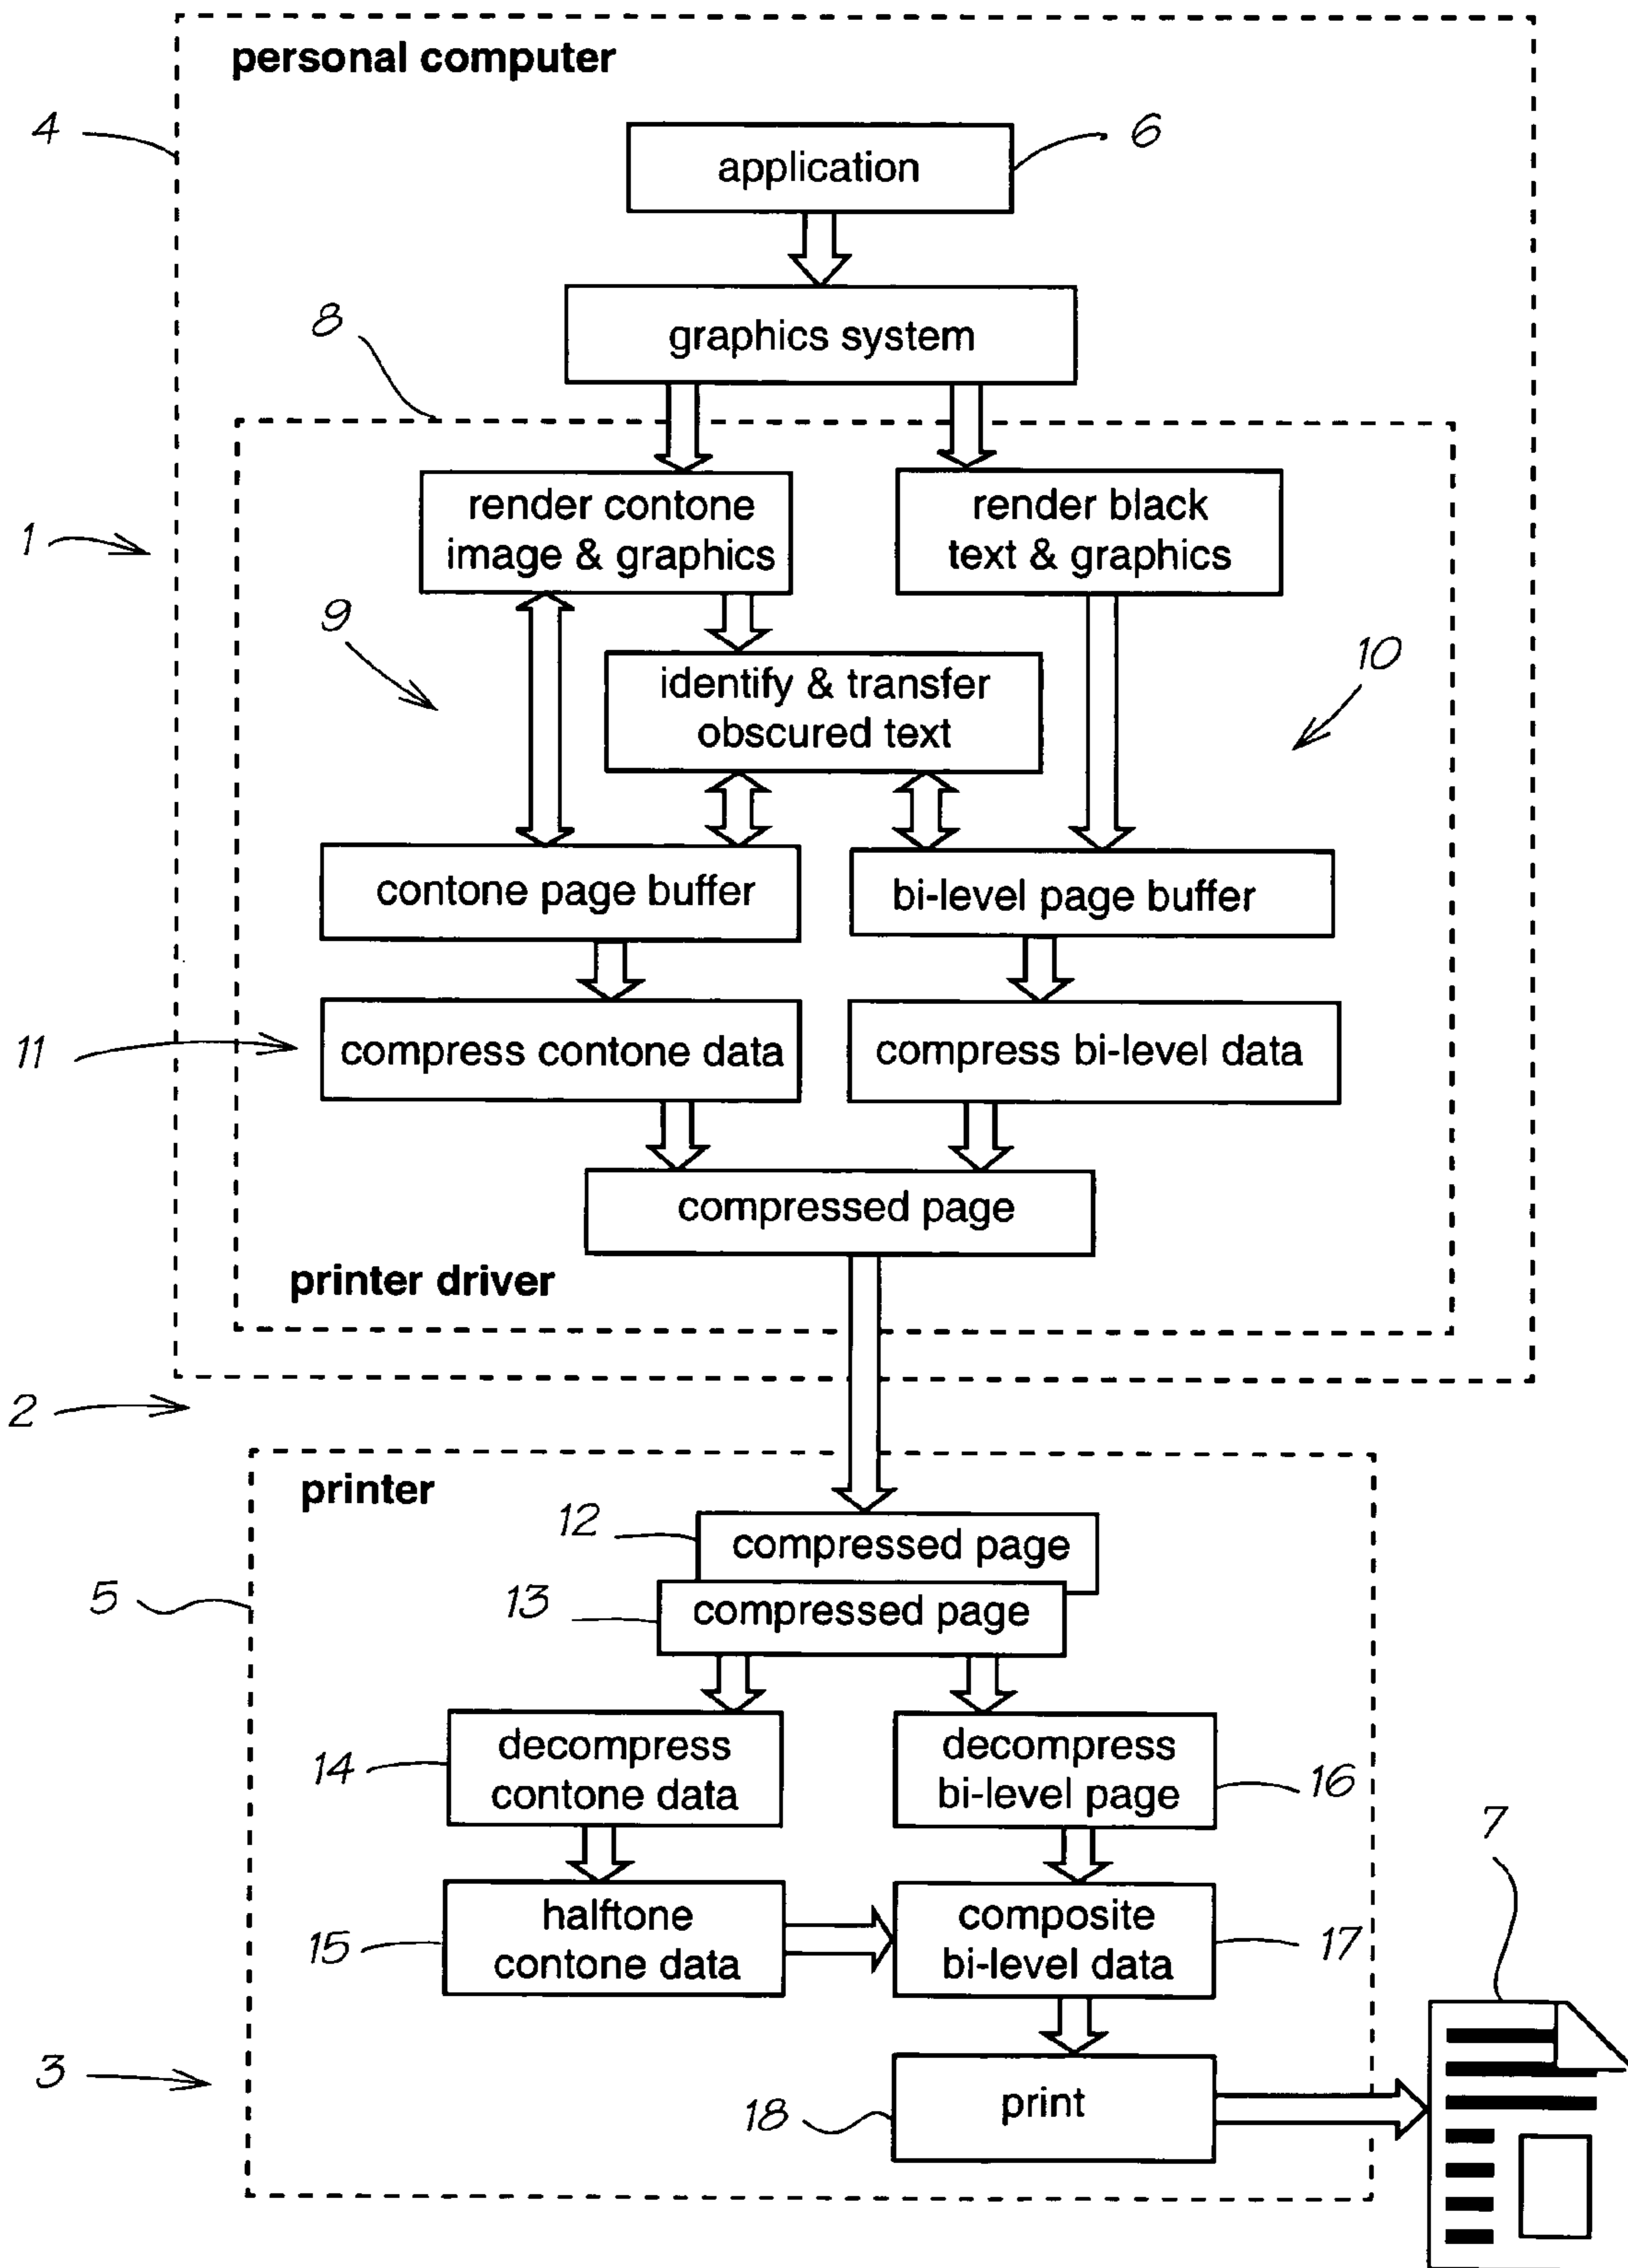 personal computer
4
application
6
graphics system
8
render contone
image & graphics
render black
text & graphics
1
9
identify & transfer
obscured text
10
contone page buffer
bi-level page buffer
11
compress contone data
compress bi-level data
compressed page
printer driver
2
printer
12
compressed page
5
13
compressed page
14
decompress
contone data
decompress
bi-level page
16
7
15
halftone
contone data
composite
bi-level data
17
3
18
print